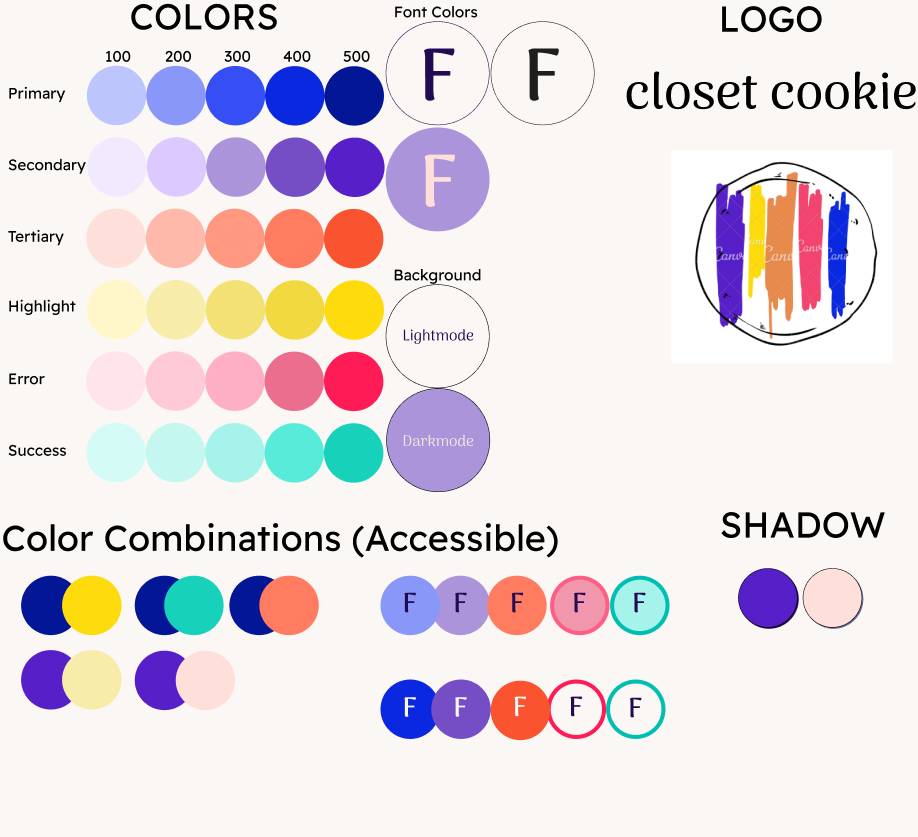 COLORS
100 200 300 400 500
Primary
Secondary
Tertiary
Highlight
Error
Success
Font Colors
F F
F
Background
Lightmode
Darkmode
LOGO
closet cookie
Canva
Canva
Canva
Color Combinations (Accessible)
F F F F F
F F F F F
SHADOW